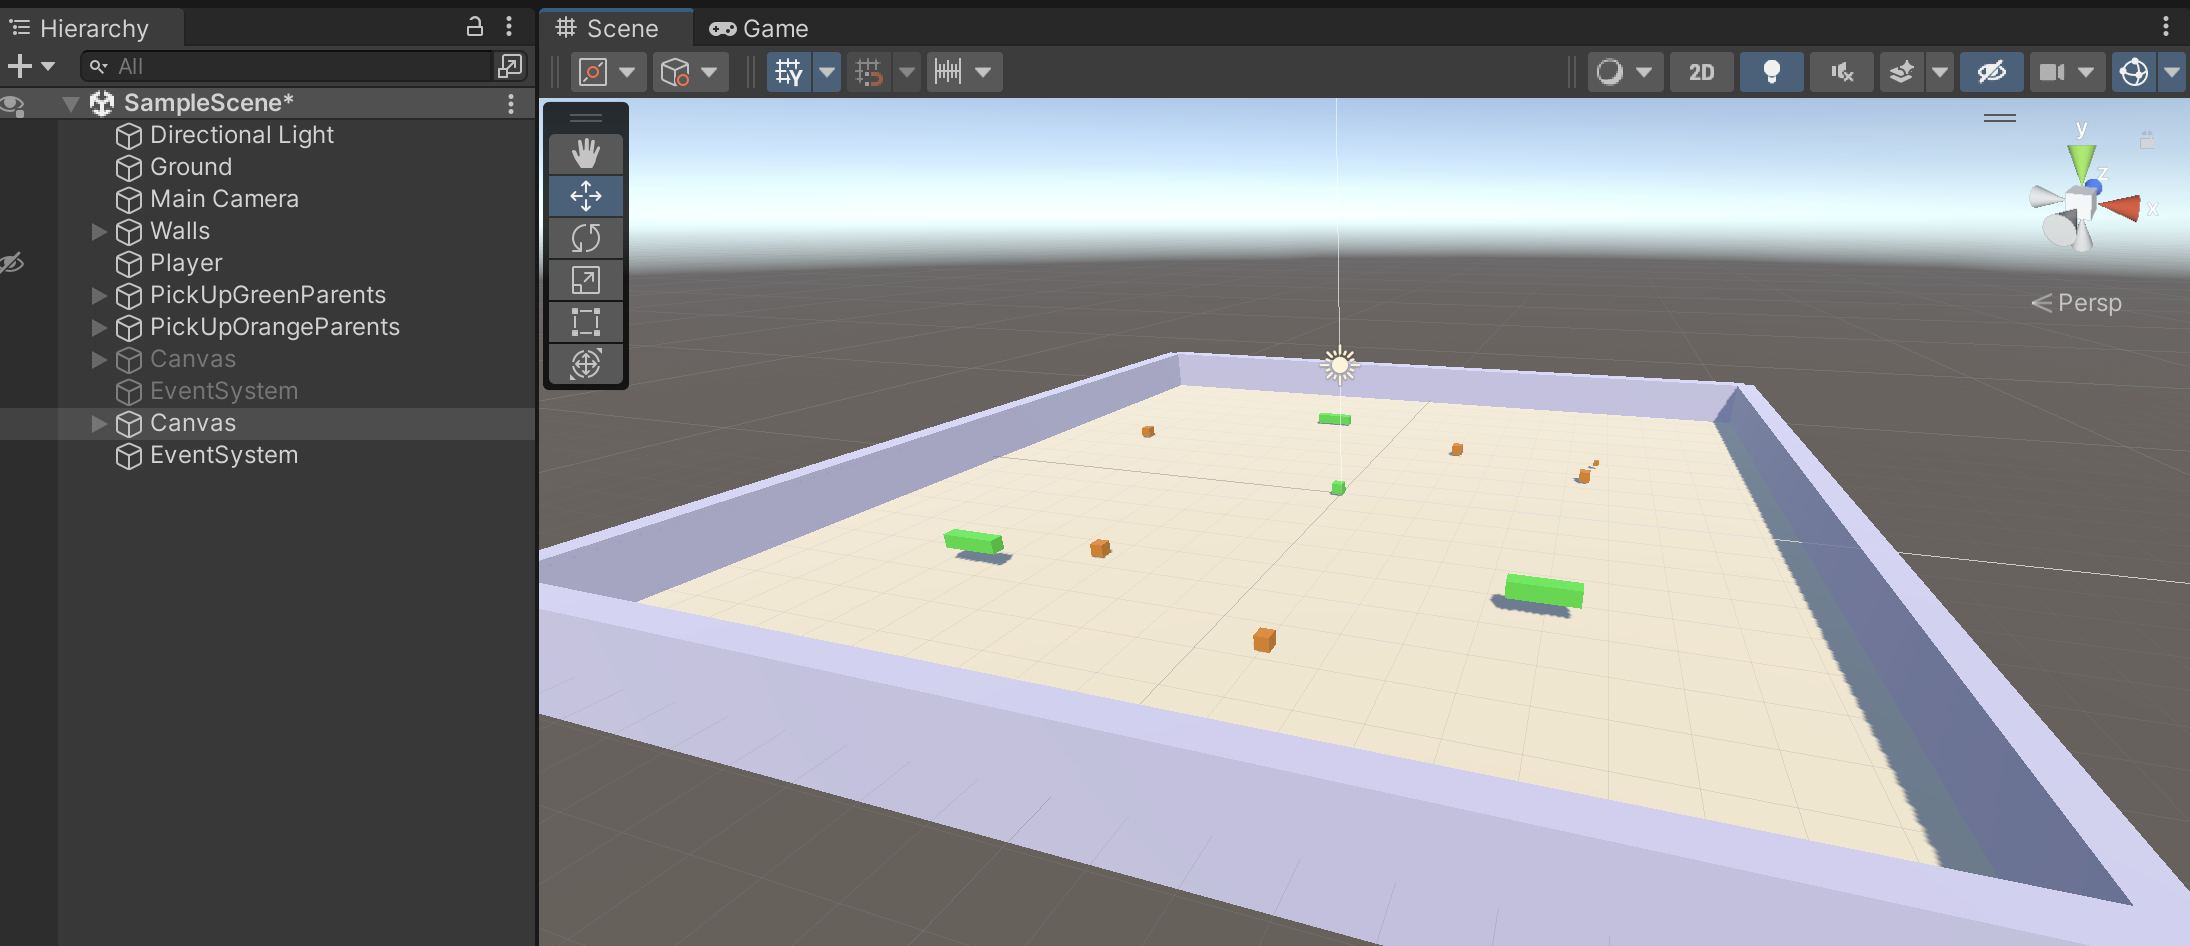 Hierarchy
All
SampleScene*
Directional Light
Ground
Main Camera
Walls
Player
PickUpGreenParents
PickUpOrangeParents
Canvas
EventSystem
Canvas
EventSystem
Scene
Game
Y
2D
y
z
x
Persp